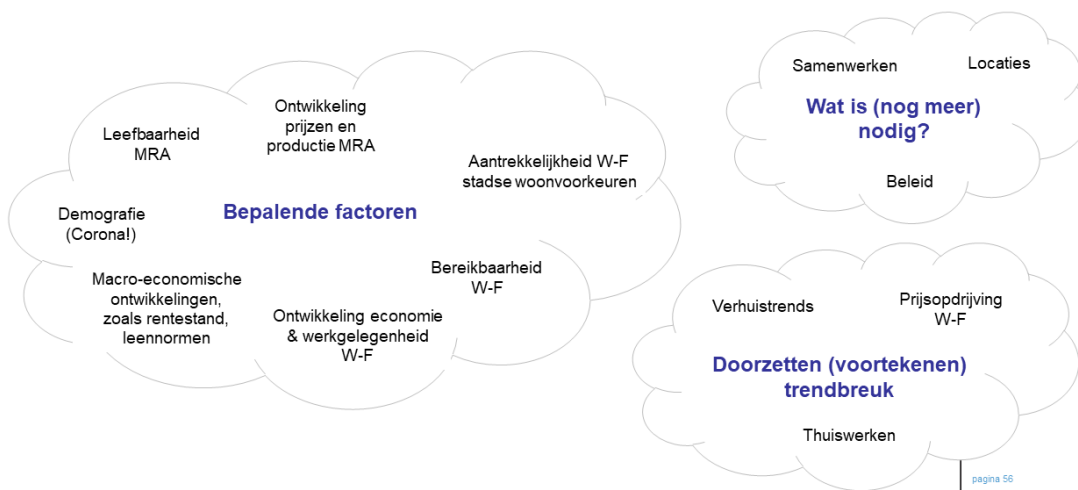 Ontwikkeling
prijzen en
productie MRA
Leefbaarheid
MRA
Aantrekkelijkheid W-F
stadse woonvoorkeuren
Bepalende factoren
Demografie
(Corona!)
Bereikbaarheid
W-F
Macro-economische
ontwikkelingen,
zoals rentestand,
leennormen
Ontwikkeling economie
& werkgelegenheid
W-F
Samenwerken
Locaties
Wat is (nog meer)
nodig?
Beleid
Verhuistrends
Prijsopdrijving
W-F
Doorzetten (voortekenen)
trendbreuk
Thuiswerken
pagina 56